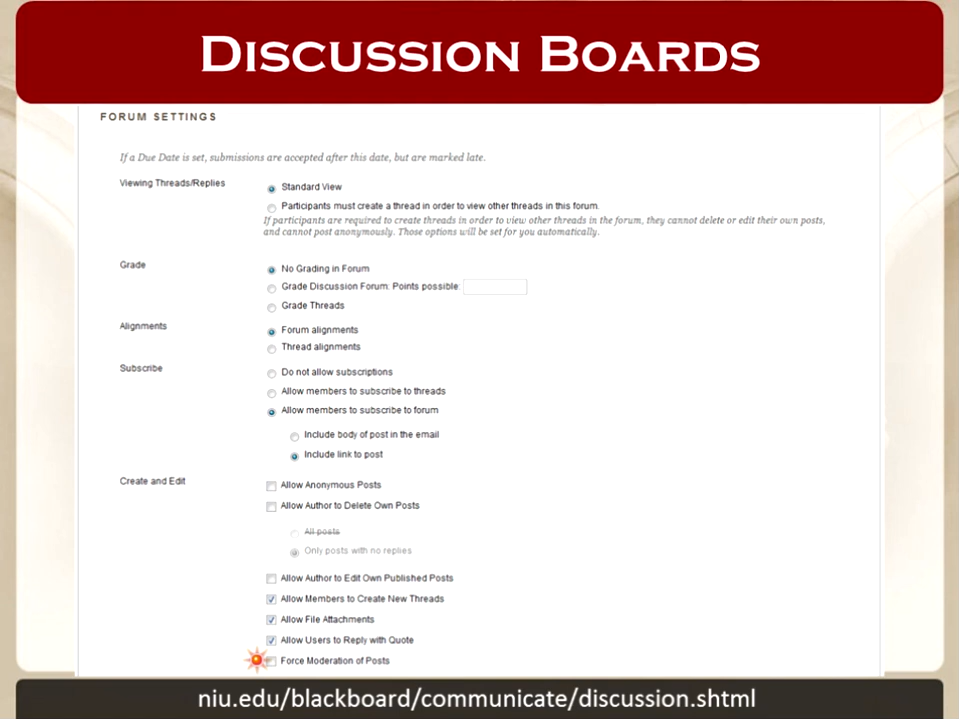 Discussion Boards
FORUM SETTINGS
If a Due Date is set, submissions are accepted after this date, but are marked late.
Viewing Threads/Replies
Standard View
Participants must create a thread in order to view other threads in this forum.
If participants are required to create threads in order to view other threads in the forum, they cannot delete or edit their own posts,
and cannot post anonymously. Those options will be set for you automatically.
Grade
No Grading in Forum
Grade Discussion Forum: Points possible:
Grade Threads
Alignments
Forum alignments
Thread alignments
Subscribe
Do not allow subscriptions
Allow members to subscribe to threads
Allow members to subscribe to forum
Include body of post in the email
Include link to post
Create and Edit
Allow Anonymous Posts
Allow Author to Delete Own Posts
All posts
Only posts with no replies
Allow Author to Edit Own Published Posts
Allow Members to Create New Threads
Allow File Attachments
Allow Users to Reply with Quote
Force Moderation of Posts
niu.edu/blackboard/communicate/discussion.shtml